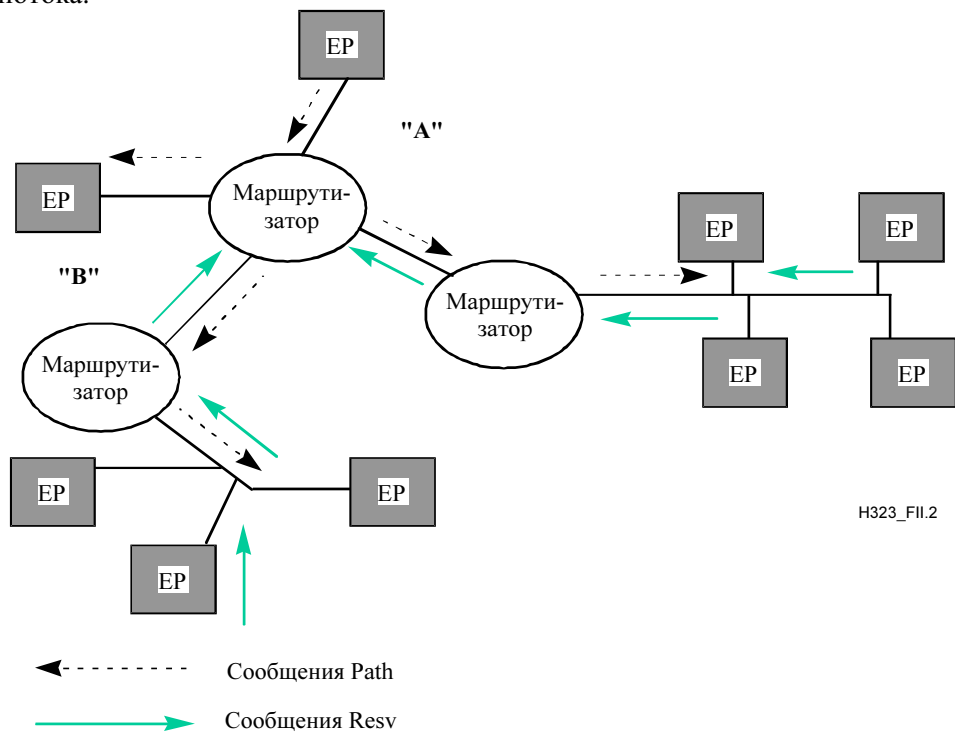 потока.
EP
"A"
EP
Маршрути-
затор
EP
EP
"B"
Маршрути-
затор
Маршрути-
затор
EP
EP
EP
EP
EP
H323_FII.2
Сообщения Path
Сообщения Resv